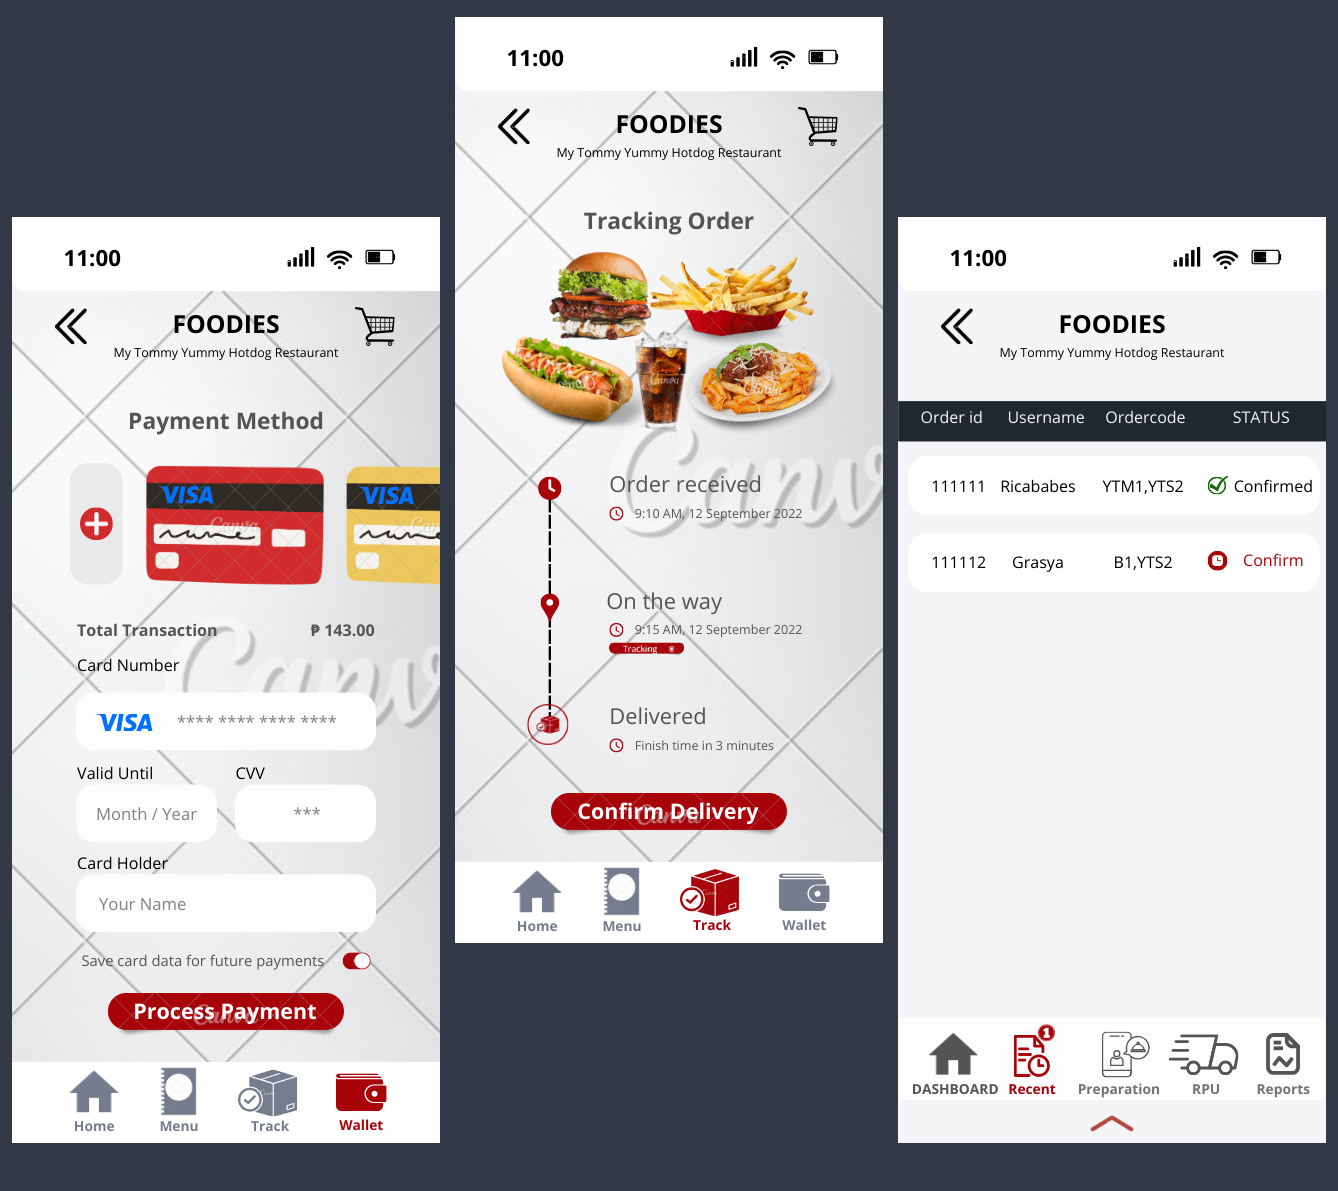 11:00
FOODIES
My Tommy Yummy Hotdog Restaurant
Payment Method
VISA
VISA
Canva
Total Transaction ₱ 143.00
Card Number
VISA **** **** **** ****
Valid Until CVV
Month / Year ***
Card Holder
Your Name
Save card data for future payments
Process Payment
Home Menu Track Wallet
11:00
FOODIES
My Tommy Yummy Hotdog Restaurant
Tracking Order
Canva
Order received
9:10 AM, 12 September 2022
On the way
9:15 AM, 12 September 2022
Tracking
Delivered
Finish time in 3 minutes
Confirm Delivery
Home Menu Track Wallet
11:00
FOODIES
My Tommy Yummy Hotdog Restaurant
Order id Username Ordercode STATUS
111111 Ricababes YTM1,YTS2 Confirmed
111112 Grasya B1,YTS2 Confirm
1
DASHBOARD Recent Preparation RPU Reports